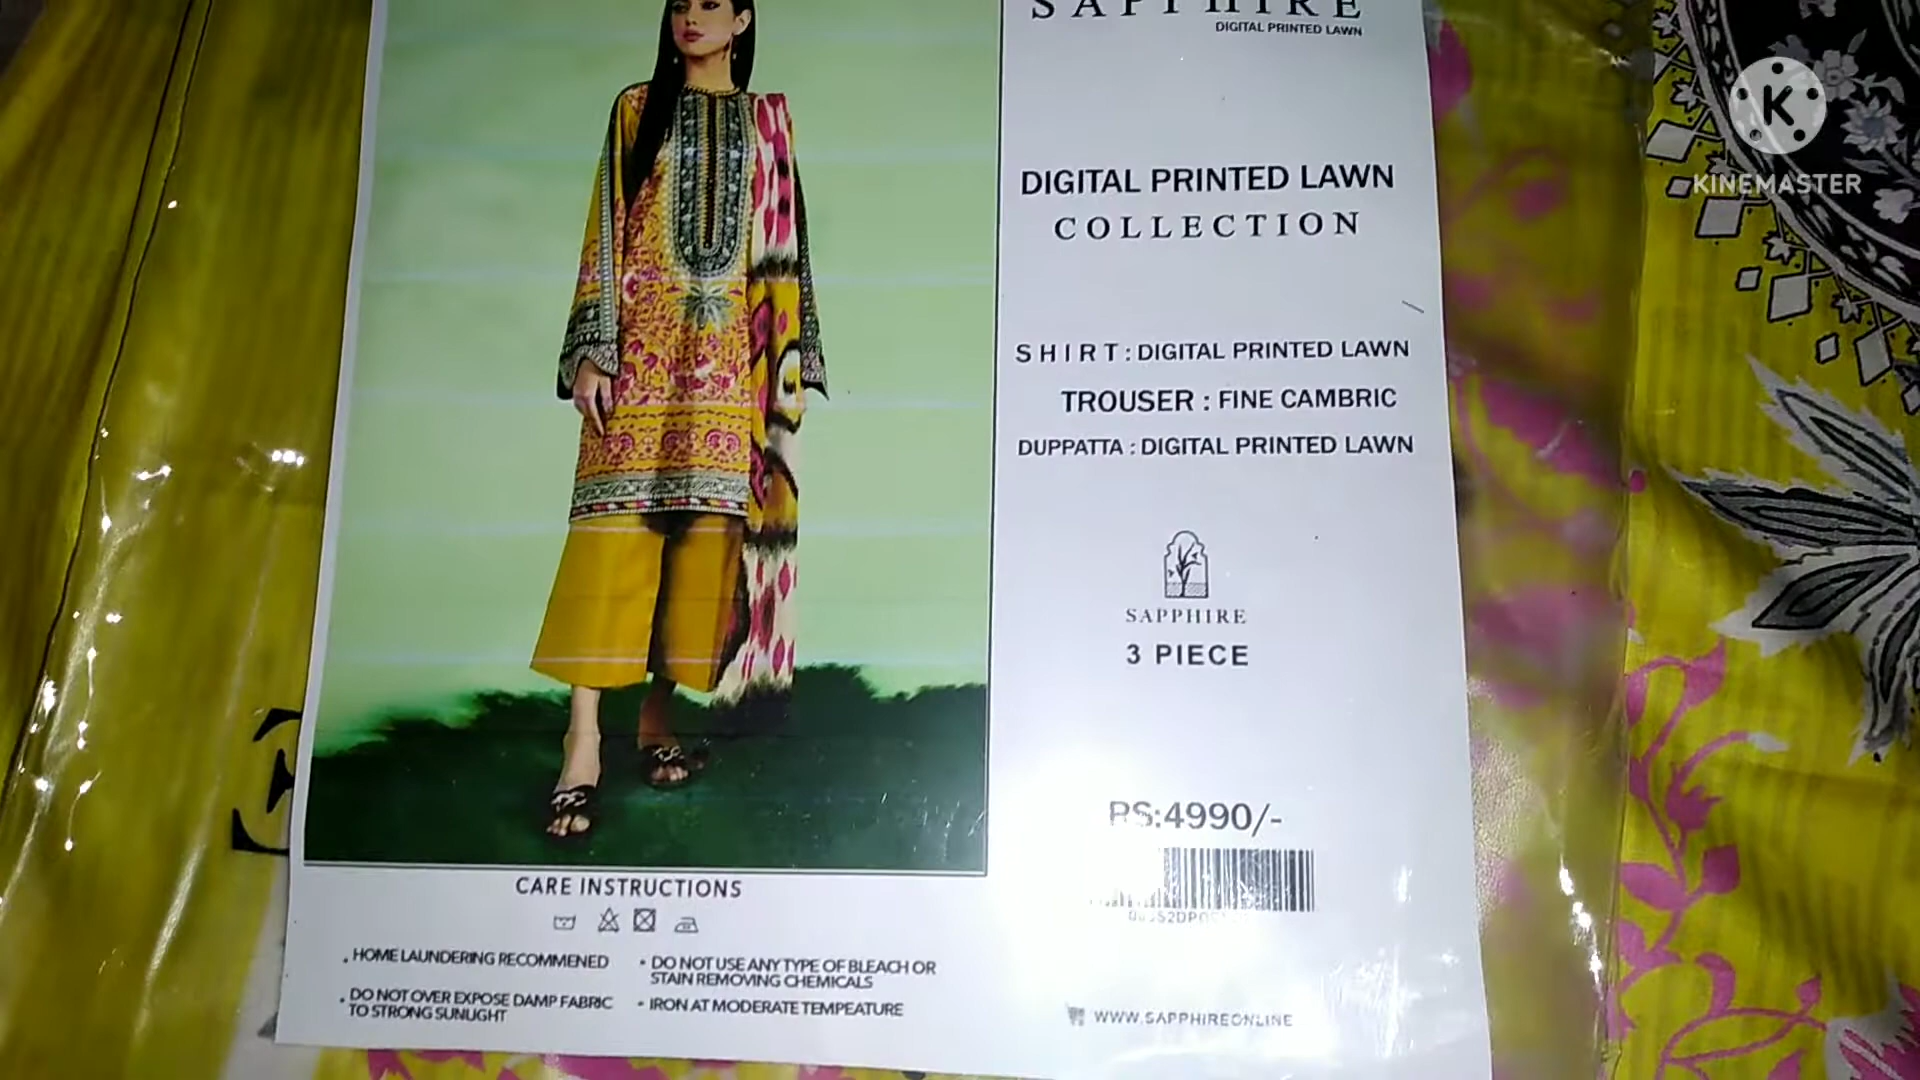 SAPPHIRE
DIGITAL PRINTED LAWN
KINEMASTER
DIGITAL PRINTED LAWN
COLLECTION
SHIRT : DIGITAL PRINTED LAWN
TROUSER : FINE CAMBRIC
DUPPATTA : DIGITAL PRINTED LAWN
SAPPHIRE
3 PIECE
RS:4990/-
CARE INSTRUCTIONS
. HOME LAUNDERING RECOMMENED
. DO NOT OVER EXPOSE DAMP FABRIC
TO STRONG SUNLIGHT
• DO NOT USE ANY TYPE OF BLEACH OR
STAIN REMOVING CHEMICALS
• IRON AT MODERATE TEMPEATURE
WWW.SAPPHIREONLINE